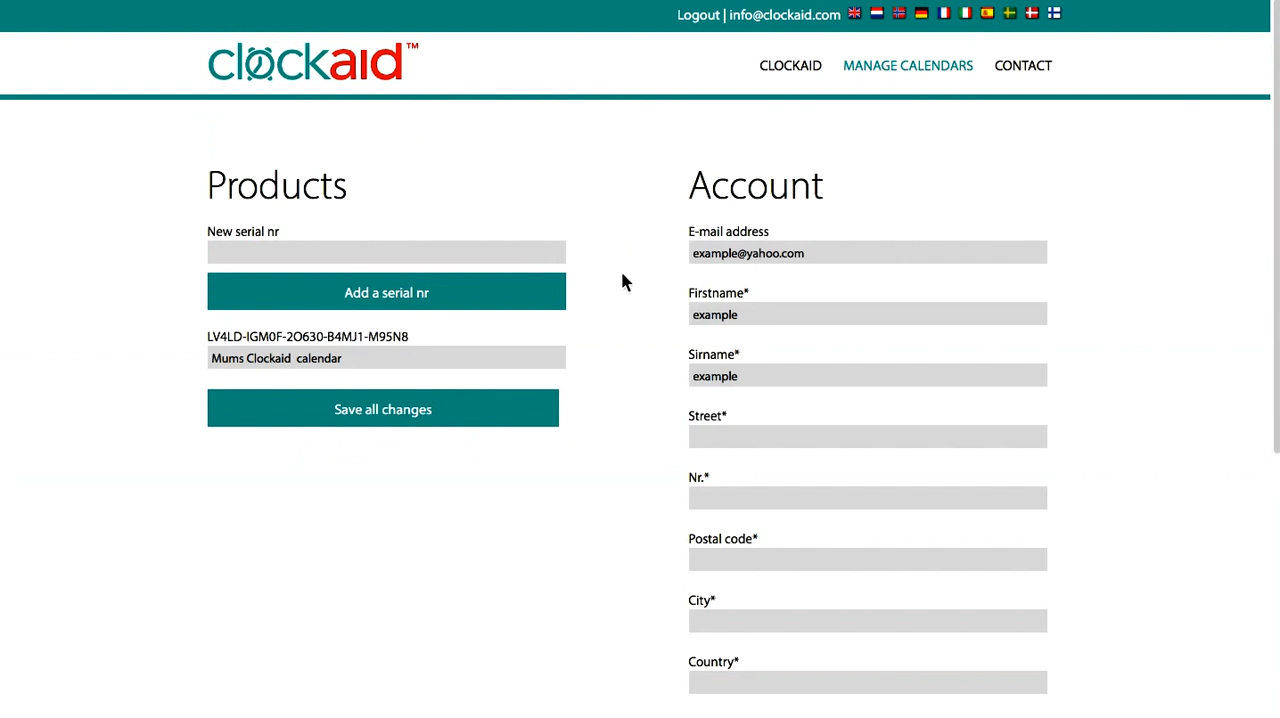 Logout | info@clockaid.com
clockaid™
CLOCKAID MANAGE CALENDARS CONTACT
Products
New serial nr
Add a serial nr
LV4LD-IGM0F-2O630-B4MJ1-M95N8
Mums Clockaid calendar
Save all changes
Account
E-mail address
example@yahoo.com
Firstname*
example
Sirname*
example
Street*
Nr.*
Postal code*
City*
Country*